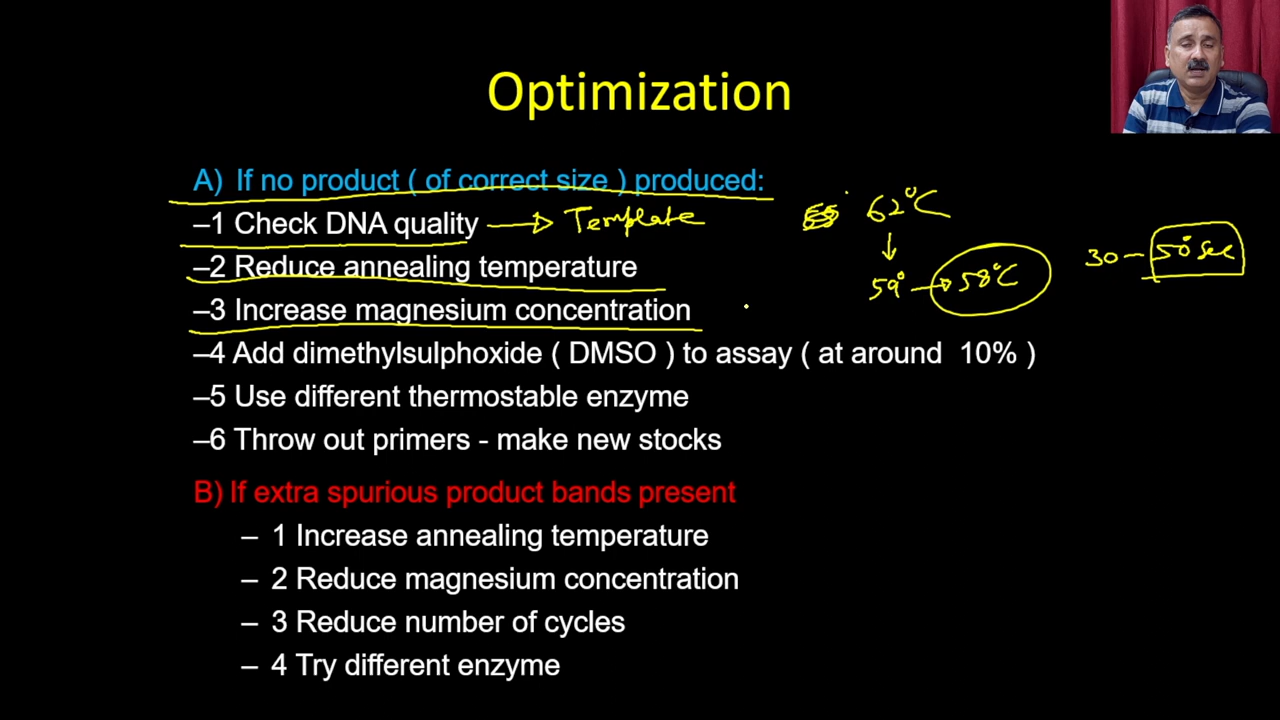 Optimization
A) If no product ( of correct size ) produced:
–1 Check DNA quality → Template
62°C
↓
59° → 58°C
30 – 50 sec
–2 Reduce annealing temperature
–3 Increase magnesium concentration
–4 Add dimethylsulphoxide ( DMSO ) to assay ( at around 10% )
–5 Use different thermostable enzyme
–6 Throw out primers - make new stocks
B) If extra spurious product bands present
– 1 Increase annealing temperature
– 2 Reduce magnesium concentration
– 3 Reduce number of cycles
– 4 Try different enzyme